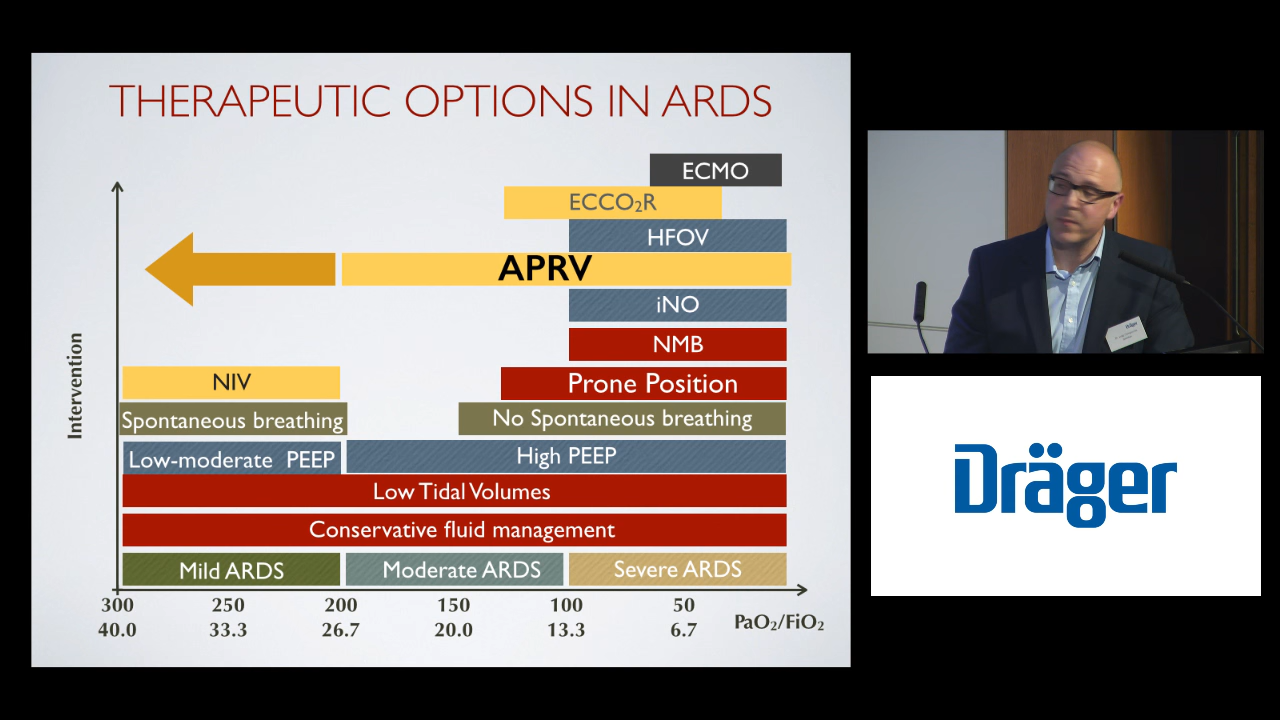 THERAPEUTIC OPTIONS IN ARDS
ECMO
ECCO₂R
HFOV
APRV
iNO
NMB
NIV
Prone Position
Spontaneous breathing
No Spontaneous breathing
Low-moderate PEEP
High PEEP
Low Tidal Volumes
Conservative fluid management
Mild ARDS
Moderate ARDS
Severe ARDS
Intervention
300 250 200 150 100 50
40.0 33.3 26.7 20.0 13.3 6.7
PaO₂/FiO₂
Dräger
Dräger